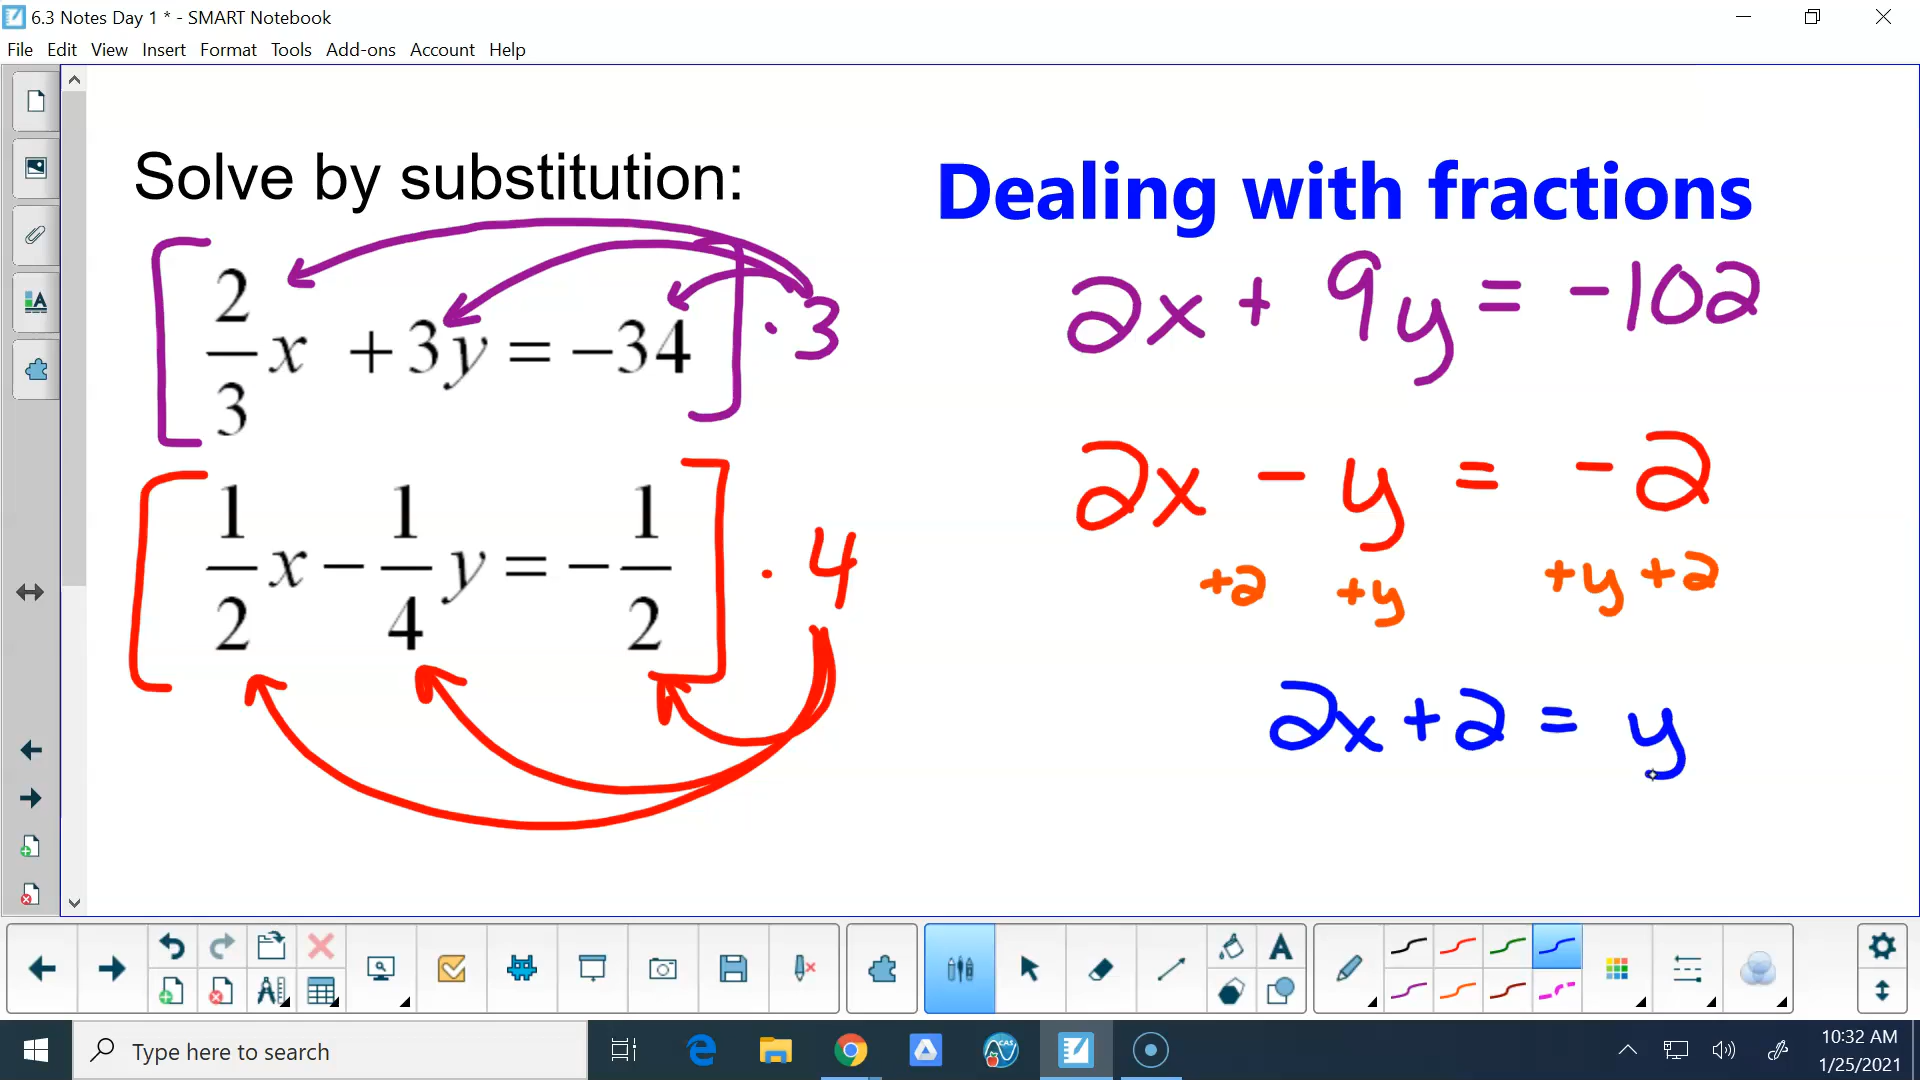 6.3 Notes Day 1 * - SMART Notebook
File Edit View Insert Format Tools Add-ons Account Help
Solve by substitution:
Dealing with fractions
[2/3 x + 3y = -34] · 3
2x + 9y = -102
[1/2 x - 1/4 y = - 1/2] · 4
2x - y = -2
+2 +y +y +2
2x + 2 = y
Type here to search
10:32 AM
1/25/2021